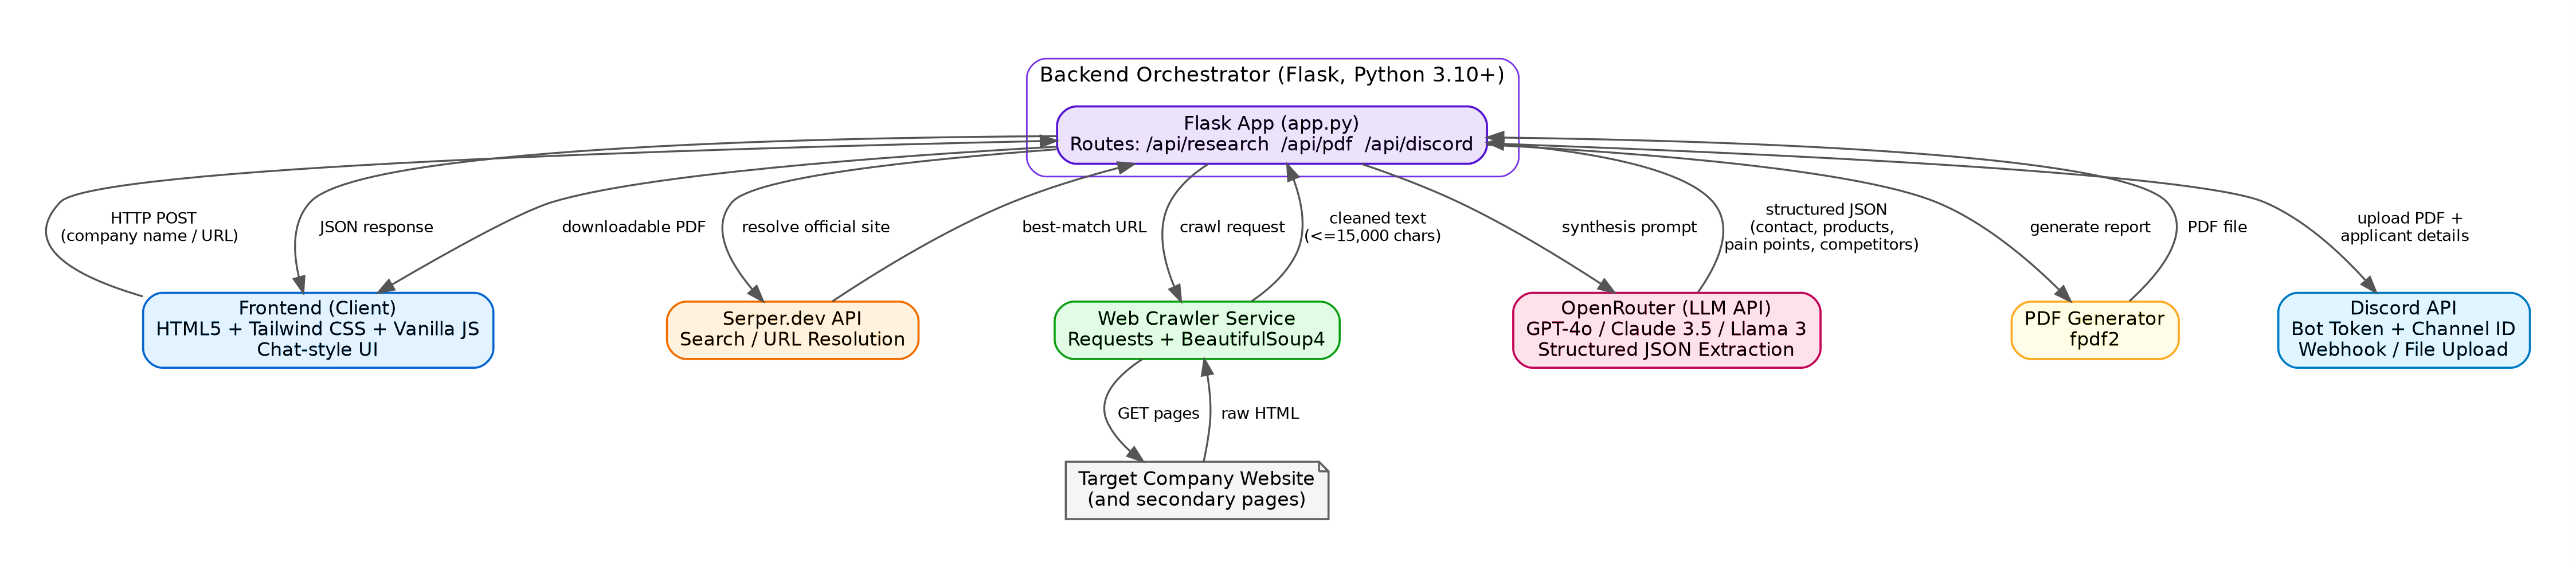 Backend Orchestrator (Flask, Python 3.10+)
Flask App (app.py)
Routes: /api/research  /api/pdf  /api/discord
HTTP POST
(company name / URL)
JSON response
downloadable PDF
resolve official site
best-match URL
crawl request
cleaned text
(<=15,000 chars)
synthesis prompt
structured JSON
(contact, products,
pain points, competitors)
generate report
PDF file
upload PDF +
applicant details
Frontend (Client)
HTML5 + Tailwind CSS + Vanilla JS
Chat-style UI
Serper.dev API
Search / URL Resolution
Web Crawler Service
Requests + BeautifulSoup4
OpenRouter (LLM API)
GPT-4o / Claude 3.5 / Llama 3
Structured JSON Extraction
PDF Generator
fpdf2
Discord API
Bot Token + Channel ID
Webhook / File Upload
GET pages
raw HTML
Target Company Website
(and secondary pages)